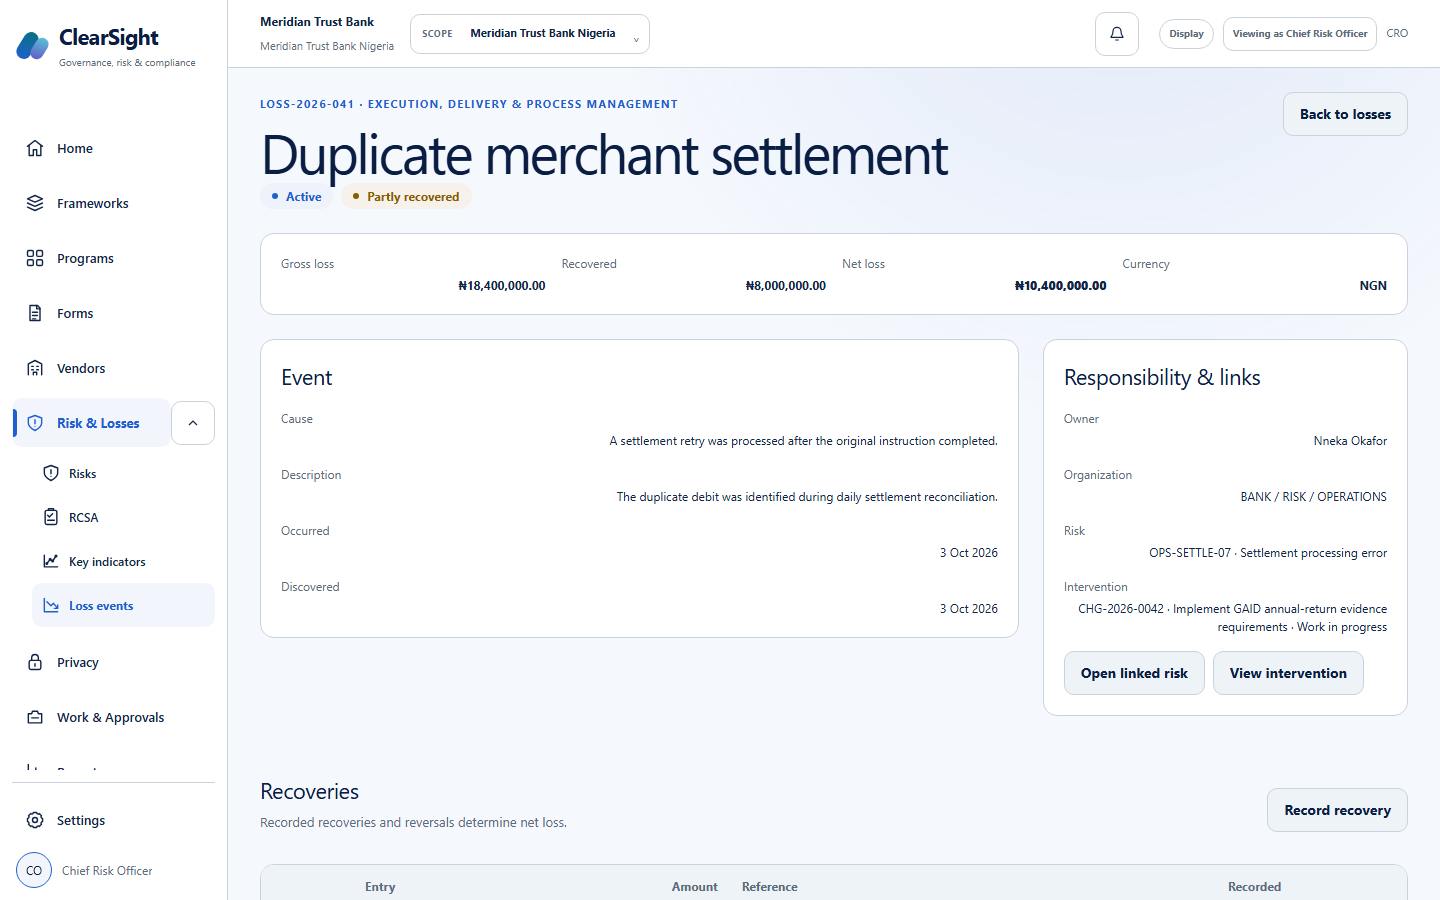 ClearSight
Governance, risk & compliance
Home
Frameworks
Programs
Forms
Vendors
Risk & Losses
Risks
RCSA
Key indicators
Loss events
Privacy
Work & Approvals
Settings
CO
Chief Risk Officer
Meridian Trust Bank
Meridian Trust Bank Nigeria
SCOPE
Meridian Trust Bank Nigeria
Display
Viewing as Chief Risk Officer
CRO
LOSS-2026-041 · EXECUTION, DELIVERY & PROCESS MANAGEMENT
Back to losses
Duplicate merchant settlement
Active
Partly recovered
Gross loss
₦18,400,000.00
Recovered
₦8,000,000.00
Net loss
₦10,400,000.00
Currency
NGN
Event
Cause
A settlement retry was processed after the original instruction completed.
Description
The duplicate debit was identified during daily settlement reconciliation.
Occurred
3 Oct 2026
Discovered
3 Oct 2026
Responsibility & links
Owner
Nneka Okafor
Organization
BANK / RISK / OPERATIONS
Risk
OPS-SETTLE-07 · Settlement processing error
Intervention
CHG-2026-0042 · Implement GAID annual-return evidence
requirements · Work in progress
Open linked risk
View intervention
Recoveries
Recorded recoveries and reversals determine net loss.
Record recovery
Entry
Amount
Reference
Recorded